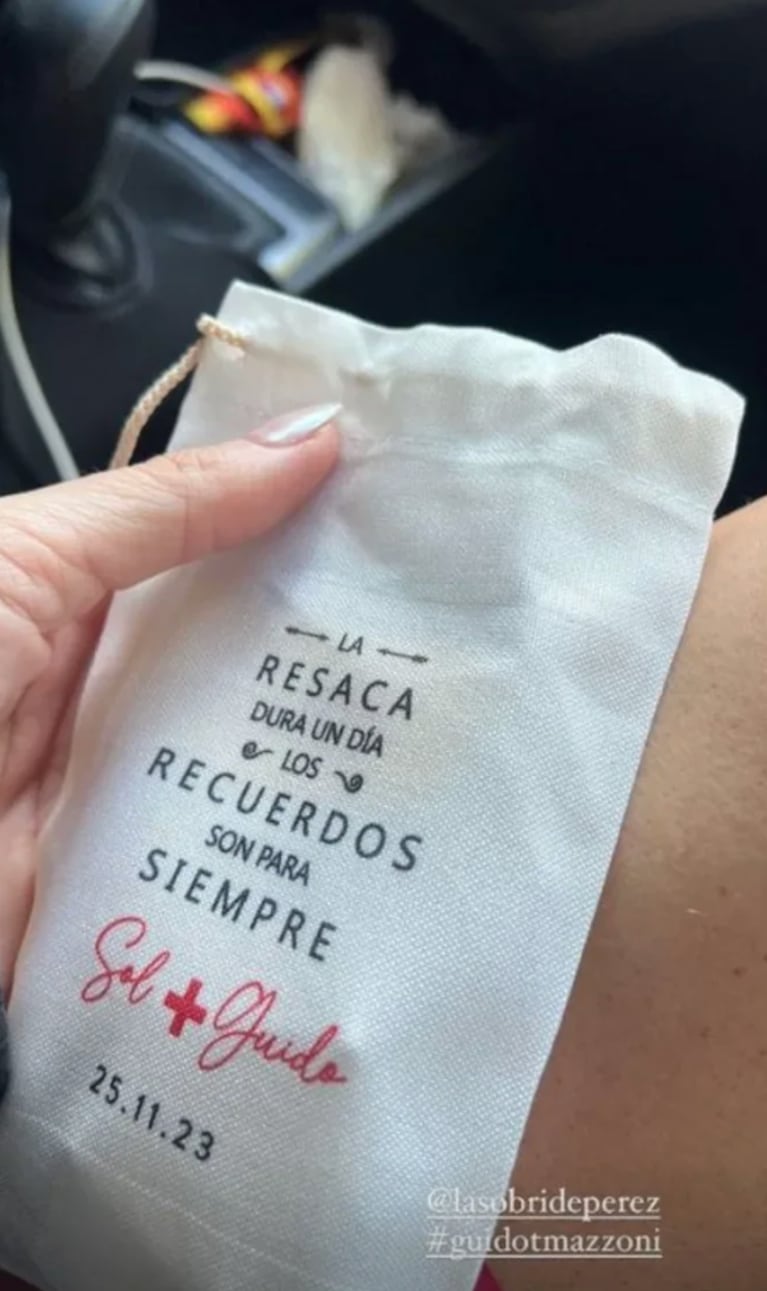 LA
RESACA
DURA UN DÍA
LOS
RECUERDOS
SON PARA
SIEMPRE
Sol + Guido
25.11.23
@lasobrideperez
#guidotmazzoni